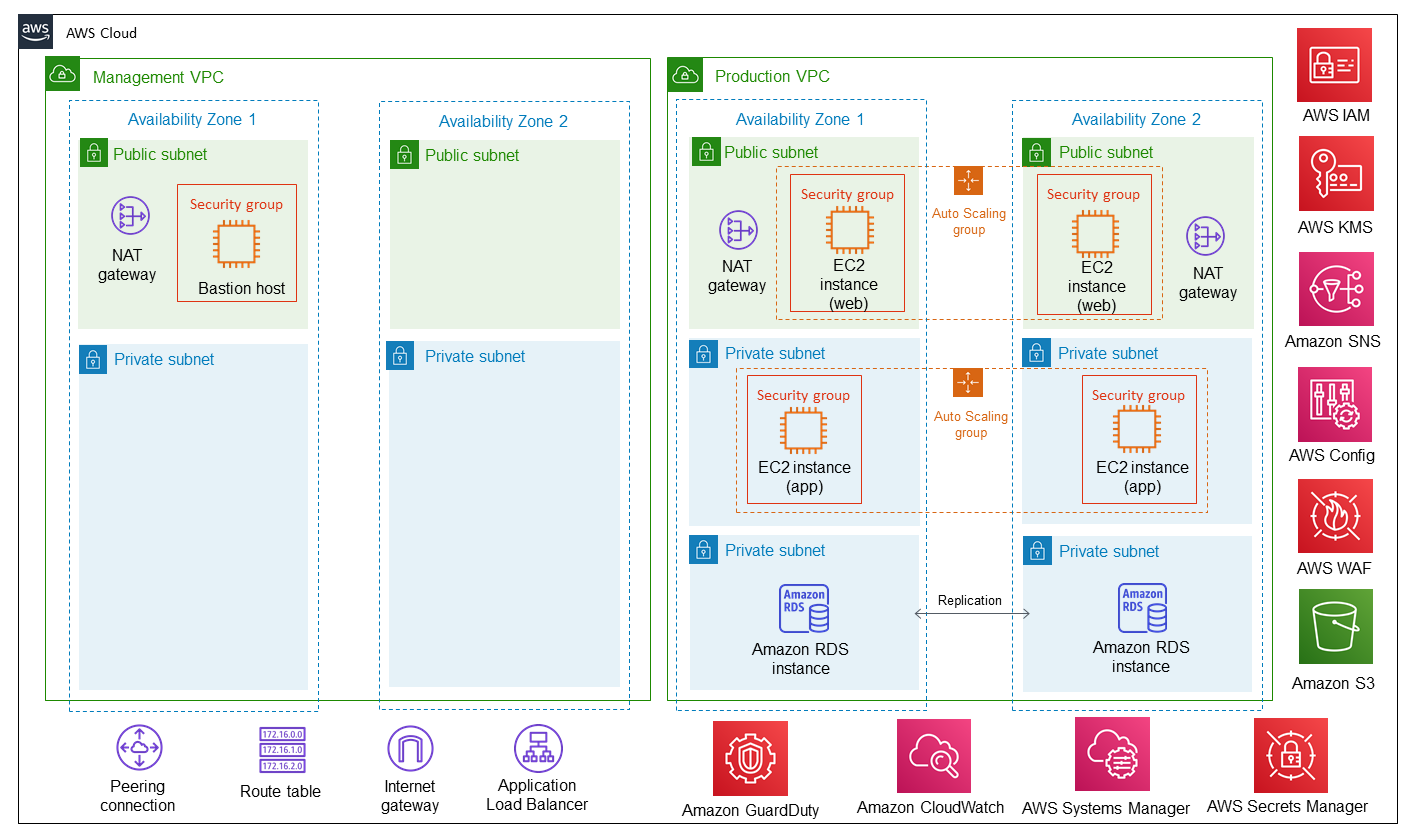 aws
AWS Cloud
Management VPC
Availability Zone 1
Public subnet
NAT
gateway
Security group
Bastion host
Private subnet
Availability Zone 2
Public subnet
Private subnet
Production VPC
Availability Zone 1
Public subnet
NAT
gateway
Security group
EC2
instance
(web)
Auto Scaling
group
Availability Zone 2
Public subnet
Security group
EC2
instance
(web)
NAT
gateway
Private subnet
Security group
EC2 instance
(app)
Auto Scaling
group
Private subnet
Security group
EC2 instance
(app)
Private subnet
Amazon
RDS
Amazon RDS
instance
Replication
Private subnet
Amazon
RDS
Amazon RDS
instance
AWS IAM
AWS KMS
Amazon SNS
AWS Config
AWS WAF
Amazon S3
Peering
connection
172.16.0.0
172.16.1.0
172.16.2.0
Route table
Internet
gateway
Application
Load Balancer
Amazon GuardDuty
Amazon CloudWatch
AWS Systems Manager
AWS Secrets Manager